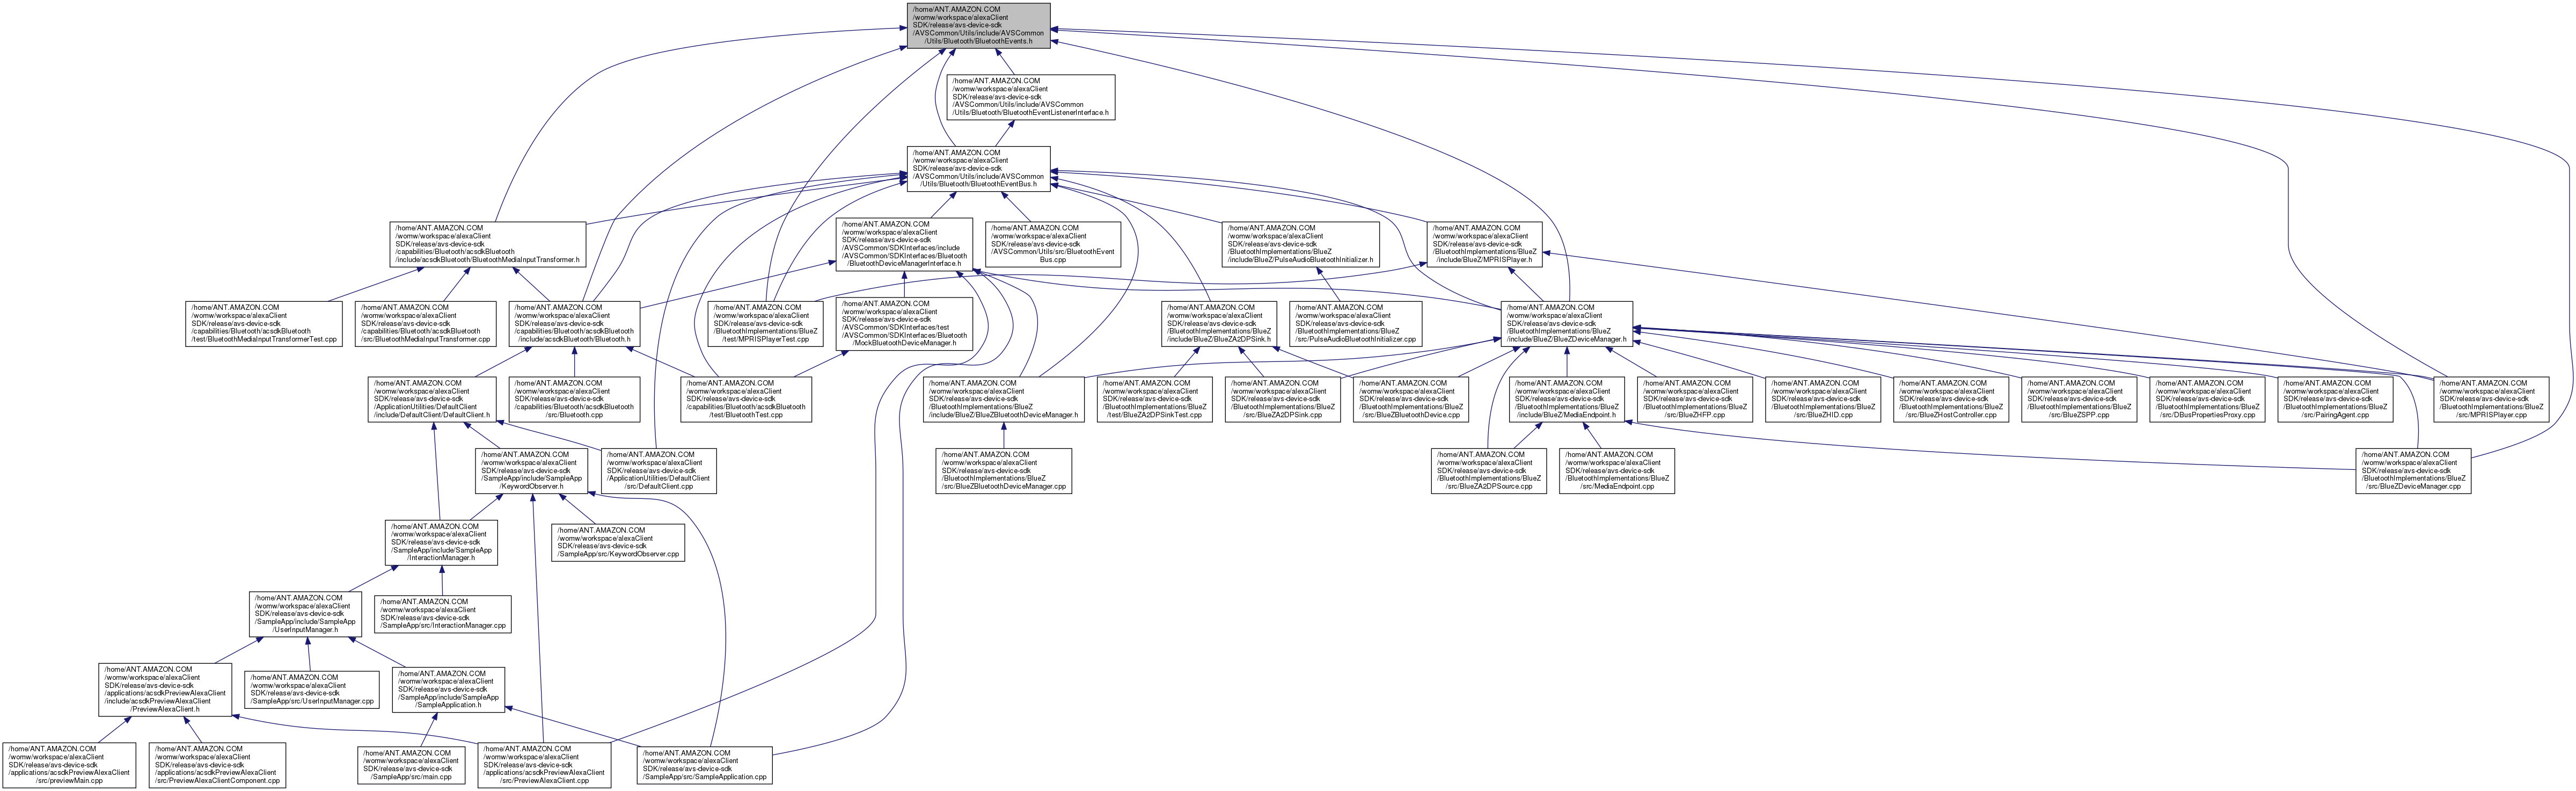 /home/ANT.AMAZON.COM
/womw/workspace/alexaClient
SDK/release/avs-device-sdk
/AVSCommon/Utils/include/AVSCommon
/Utils/Bluetooth/BluetoothEvents.h
/home/ANT.AMAZON.COM
/womw/workspace/alexaClient
SDK/release/avs-device-sdk
/AVSCommon/Utils/include/AVSCommon
/Utils/Bluetooth/BluetoothEventListenerInterface.h
/home/ANT.AMAZON.COM
/womw/workspace/alexaClient
SDK/release/avs-device-sdk
/AVSCommon/Utils/include/AVSCommon
/Utils/Bluetooth/BluetoothEventBus.h
/home/ANT.AMAZON.COM
/womw/workspace/alexaClient
SDK/release/avs-device-sdk
/capabilities/Bluetooth/acsdkBluetooth
/include/acsdkBluetooth/BluetoothMediaInputTransformer.h
/home/ANT.AMAZON.COM
/womw/workspace/alexaClient
SDK/release/avs-device-sdk
/AVSCommon/SDKInterfaces/include
/AVSCommon/SDKInterfaces/Bluetooth
/BluetoothDeviceManagerInterface.h
/home/ANT.AMAZON.COM
/womw/workspace/alexaClient
SDK/release/avs-device-sdk
/AVSCommon/Utils/src/BluetoothEvent
Bus.cpp
/home/ANT.AMAZON.COM
/womw/workspace/alexaClient
SDK/release/avs-device-sdk
/BluetoothImplementations/BlueZ
/include/BlueZ/PulseAudioBluetoothInitializer.h
/home/ANT.AMAZON.COM
/womw/workspace/alexaClient
SDK/release/avs-device-sdk
/BluetoothImplementations/BlueZ
/include/BlueZ/MPRISPlayer.h
/home/ANT.AMAZON.COM
/womw/workspace/alexaClient
SDK/release/avs-device-sdk
/capabilities/Bluetooth/acsdkBluetooth
/test/BluetoothMediaInputTransformerTest.cpp
/home/ANT.AMAZON.COM
/womw/workspace/alexaClient
SDK/release/avs-device-sdk
/capabilities/Bluetooth/acsdkBluetooth
/src/BluetoothMediaInputTransformer.cpp
/home/ANT.AMAZON.COM
/womw/workspace/alexaClient
SDK/release/avs-device-sdk
/capabilities/Bluetooth/acsdkBluetooth
/include/acsdkBluetooth/Bluetooth.h
/home/ANT.AMAZON.COM
/womw/workspace/alexaClient
SDK/release/avs-device-sdk
/BluetoothImplementations/BlueZ
/test/MPRISPlayerTest.cpp
/home/ANT.AMAZON.COM
/womw/workspace/alexaClient
SDK/release/avs-device-sdk
/AVSCommon/SDKInterfaces/test
/AVSCommon/SDKInterfaces/Bluetooth
/MockBluetoothDeviceManager.h
/home/ANT.AMAZON.COM
/womw/workspace/alexaClient
SDK/release/avs-device-sdk
/BluetoothImplementations/BlueZ
/include/BlueZ/BlueZA2DPSink.h
/home/ANT.AMAZON.COM
/womw/workspace/alexaClient
SDK/release/avs-device-sdk
/BluetoothImplementations/BlueZ
/src/PulseAudioBluetoothInitializer.cpp
/home/ANT.AMAZON.COM
/womw/workspace/alexaClient
SDK/release/avs-device-sdk
/BluetoothImplementations/BlueZ
/include/BlueZ/BlueZDeviceManager.h
/home/ANT.AMAZON.COM
/womw/workspace/alexaClient
SDK/release/avs-device-sdk
/ApplicationUtilities/DefaultClient
/include/DefaultClient/DefaultClient.h
/home/ANT.AMAZON.COM
/womw/workspace/alexaClient
SDK/release/avs-device-sdk
/capabilities/Bluetooth/acsdkBluetooth
/src/Bluetooth.cpp
/home/ANT.AMAZON.COM
/womw/workspace/alexaClient
SDK/release/avs-device-sdk
/capabilities/Bluetooth/acsdkBluetooth
/test/BluetoothTest.cpp
/home/ANT.AMAZON.COM
/womw/workspace/alexaClient
SDK/release/avs-device-sdk
/BluetoothImplementations/BlueZ
/include/BlueZ/BlueZBluetoothDeviceManager.h
/home/ANT.AMAZON.COM
/womw/workspace/alexaClient
SDK/release/avs-device-sdk
/BluetoothImplementations/BlueZ
/test/BlueZA2DPSinkTest.cpp
/home/ANT.AMAZON.COM
/womw/workspace/alexaClient
SDK/release/avs-device-sdk
/BluetoothImplementations/BlueZ
/src/BlueZA2DPSink.cpp
/home/ANT.AMAZON.COM
/womw/workspace/alexaClient
SDK/release/avs-device-sdk
/BluetoothImplementations/BlueZ
/src/BlueZBluetoothDevice.cpp
/home/ANT.AMAZON.COM
/womw/workspace/alexaClient
SDK/release/avs-device-sdk
/BluetoothImplementations/BlueZ
/include/BlueZ/MediaEndpoint.h
/home/ANT.AMAZON.COM
/womw/workspace/alexaClient
SDK/release/avs-device-sdk
/BluetoothImplementations/BlueZ
/src/BlueZHFP.cpp
/home/ANT.AMAZON.COM
/womw/workspace/alexaClient
SDK/release/avs-device-sdk
/BluetoothImplementations/BlueZ
/src/BlueZHID.cpp
/home/ANT.AMAZON.COM
/womw/workspace/alexaClient
SDK/release/avs-device-sdk
/BluetoothImplementations/BlueZ
/src/BlueZHostController.cpp
/home/ANT.AMAZON.COM
/womw/workspace/alexaClient
SDK/release/avs-device-sdk
/BluetoothImplementations/BlueZ
/src/BlueZSPP.cpp
/home/ANT.AMAZON.COM
/womw/workspace/alexaClient
SDK/release/avs-device-sdk
/BluetoothImplementations/BlueZ
/src/DBusPropertiesProxy.cpp
/home/ANT.AMAZON.COM
/womw/workspace/alexaClient
SDK/release/avs-device-sdk
/BluetoothImplementations/BlueZ
/src/PairingAgent.cpp
/home/ANT.AMAZON.COM
/womw/workspace/alexaClient
SDK/release/avs-device-sdk
/BluetoothImplementations/BlueZ
/src/MPRISPlayer.cpp
/home/ANT.AMAZON.COM
/womw/workspace/alexaClient
SDK/release/avs-device-sdk
/SampleApp/include/SampleApp
/KeywordObserver.h
/home/ANT.AMAZON.COM
/womw/workspace/alexaClient
SDK/release/avs-device-sdk
/ApplicationUtilities/DefaultClient
/src/DefaultClient.cpp
/home/ANT.AMAZON.COM
/womw/workspace/alexaClient
SDK/release/avs-device-sdk
/BluetoothImplementations/BlueZ
/src/BlueZBluetoothDeviceManager.cpp
/home/ANT.AMAZON.COM
/womw/workspace/alexaClient
SDK/release/avs-device-sdk
/BluetoothImplementations/BlueZ
/src/BlueZA2DPSource.cpp
/home/ANT.AMAZON.COM
/womw/workspace/alexaClient
SDK/release/avs-device-sdk
/BluetoothImplementations/BlueZ
/src/MediaEndpoint.cpp
/home/ANT.AMAZON.COM
/womw/workspace/alexaClient
SDK/release/avs-device-sdk
/BluetoothImplementations/BlueZ
/src/BlueZDeviceManager.cpp
/home/ANT.AMAZON.COM
/womw/workspace/alexaClient
SDK/release/avs-device-sdk
/SampleApp/include/SampleApp
/InteractionManager.h
/home/ANT.AMAZON.COM
/womw/workspace/alexaClient
SDK/release/avs-device-sdk
/SampleApp/src/KeywordObserver.cpp
/home/ANT.AMAZON.COM
/womw/workspace/alexaClient
SDK/release/avs-device-sdk
/SampleApp/include/SampleApp
/UserInputManager.h
/home/ANT.AMAZON.COM
/womw/workspace/alexaClient
SDK/release/avs-device-sdk
/SampleApp/src/InteractionManager.cpp
/home/ANT.AMAZON.COM
/womw/workspace/alexaClient
SDK/release/avs-device-sdk
/applications/acsdkPreviewAlexaClient
/include/acsdkPreviewAlexaClient
/PreviewAlexaClient.h
/home/ANT.AMAZON.COM
/womw/workspace/alexaClient
SDK/release/avs-device-sdk
/SampleApp/src/UserInputManager.cpp
/home/ANT.AMAZON.COM
/womw/workspace/alexaClient
SDK/release/avs-device-sdk
/SampleApp/include/SampleApp
/SampleApplication.h
/home/ANT.AMAZON.COM
/womw/workspace/alexaClient
SDK/release/avs-device-sdk
/applications/acsdkPreviewAlexaClient
/src/previewMain.cpp
/home/ANT.AMAZON.COM
/womw/workspace/alexaClient
SDK/release/avs-device-sdk
/applications/acsdkPreviewAlexaClient
/src/PreviewAlexaClientComponent.cpp
/home/ANT.AMAZON.COM
/womw/workspace/alexaClient
SDK/release/avs-device-sdk
/SampleApp/src/main.cpp
/home/ANT.AMAZON.COM
/womw/workspace/alexaClient
SDK/release/avs-device-sdk
/applications/acsdkPreviewAlexaClient
/src/PreviewAlexaClient.cpp
/home/ANT.AMAZON.COM
/womw/workspace/alexaClient
SDK/release/avs-device-sdk
/SampleApp/src/SampleApplication.cpp